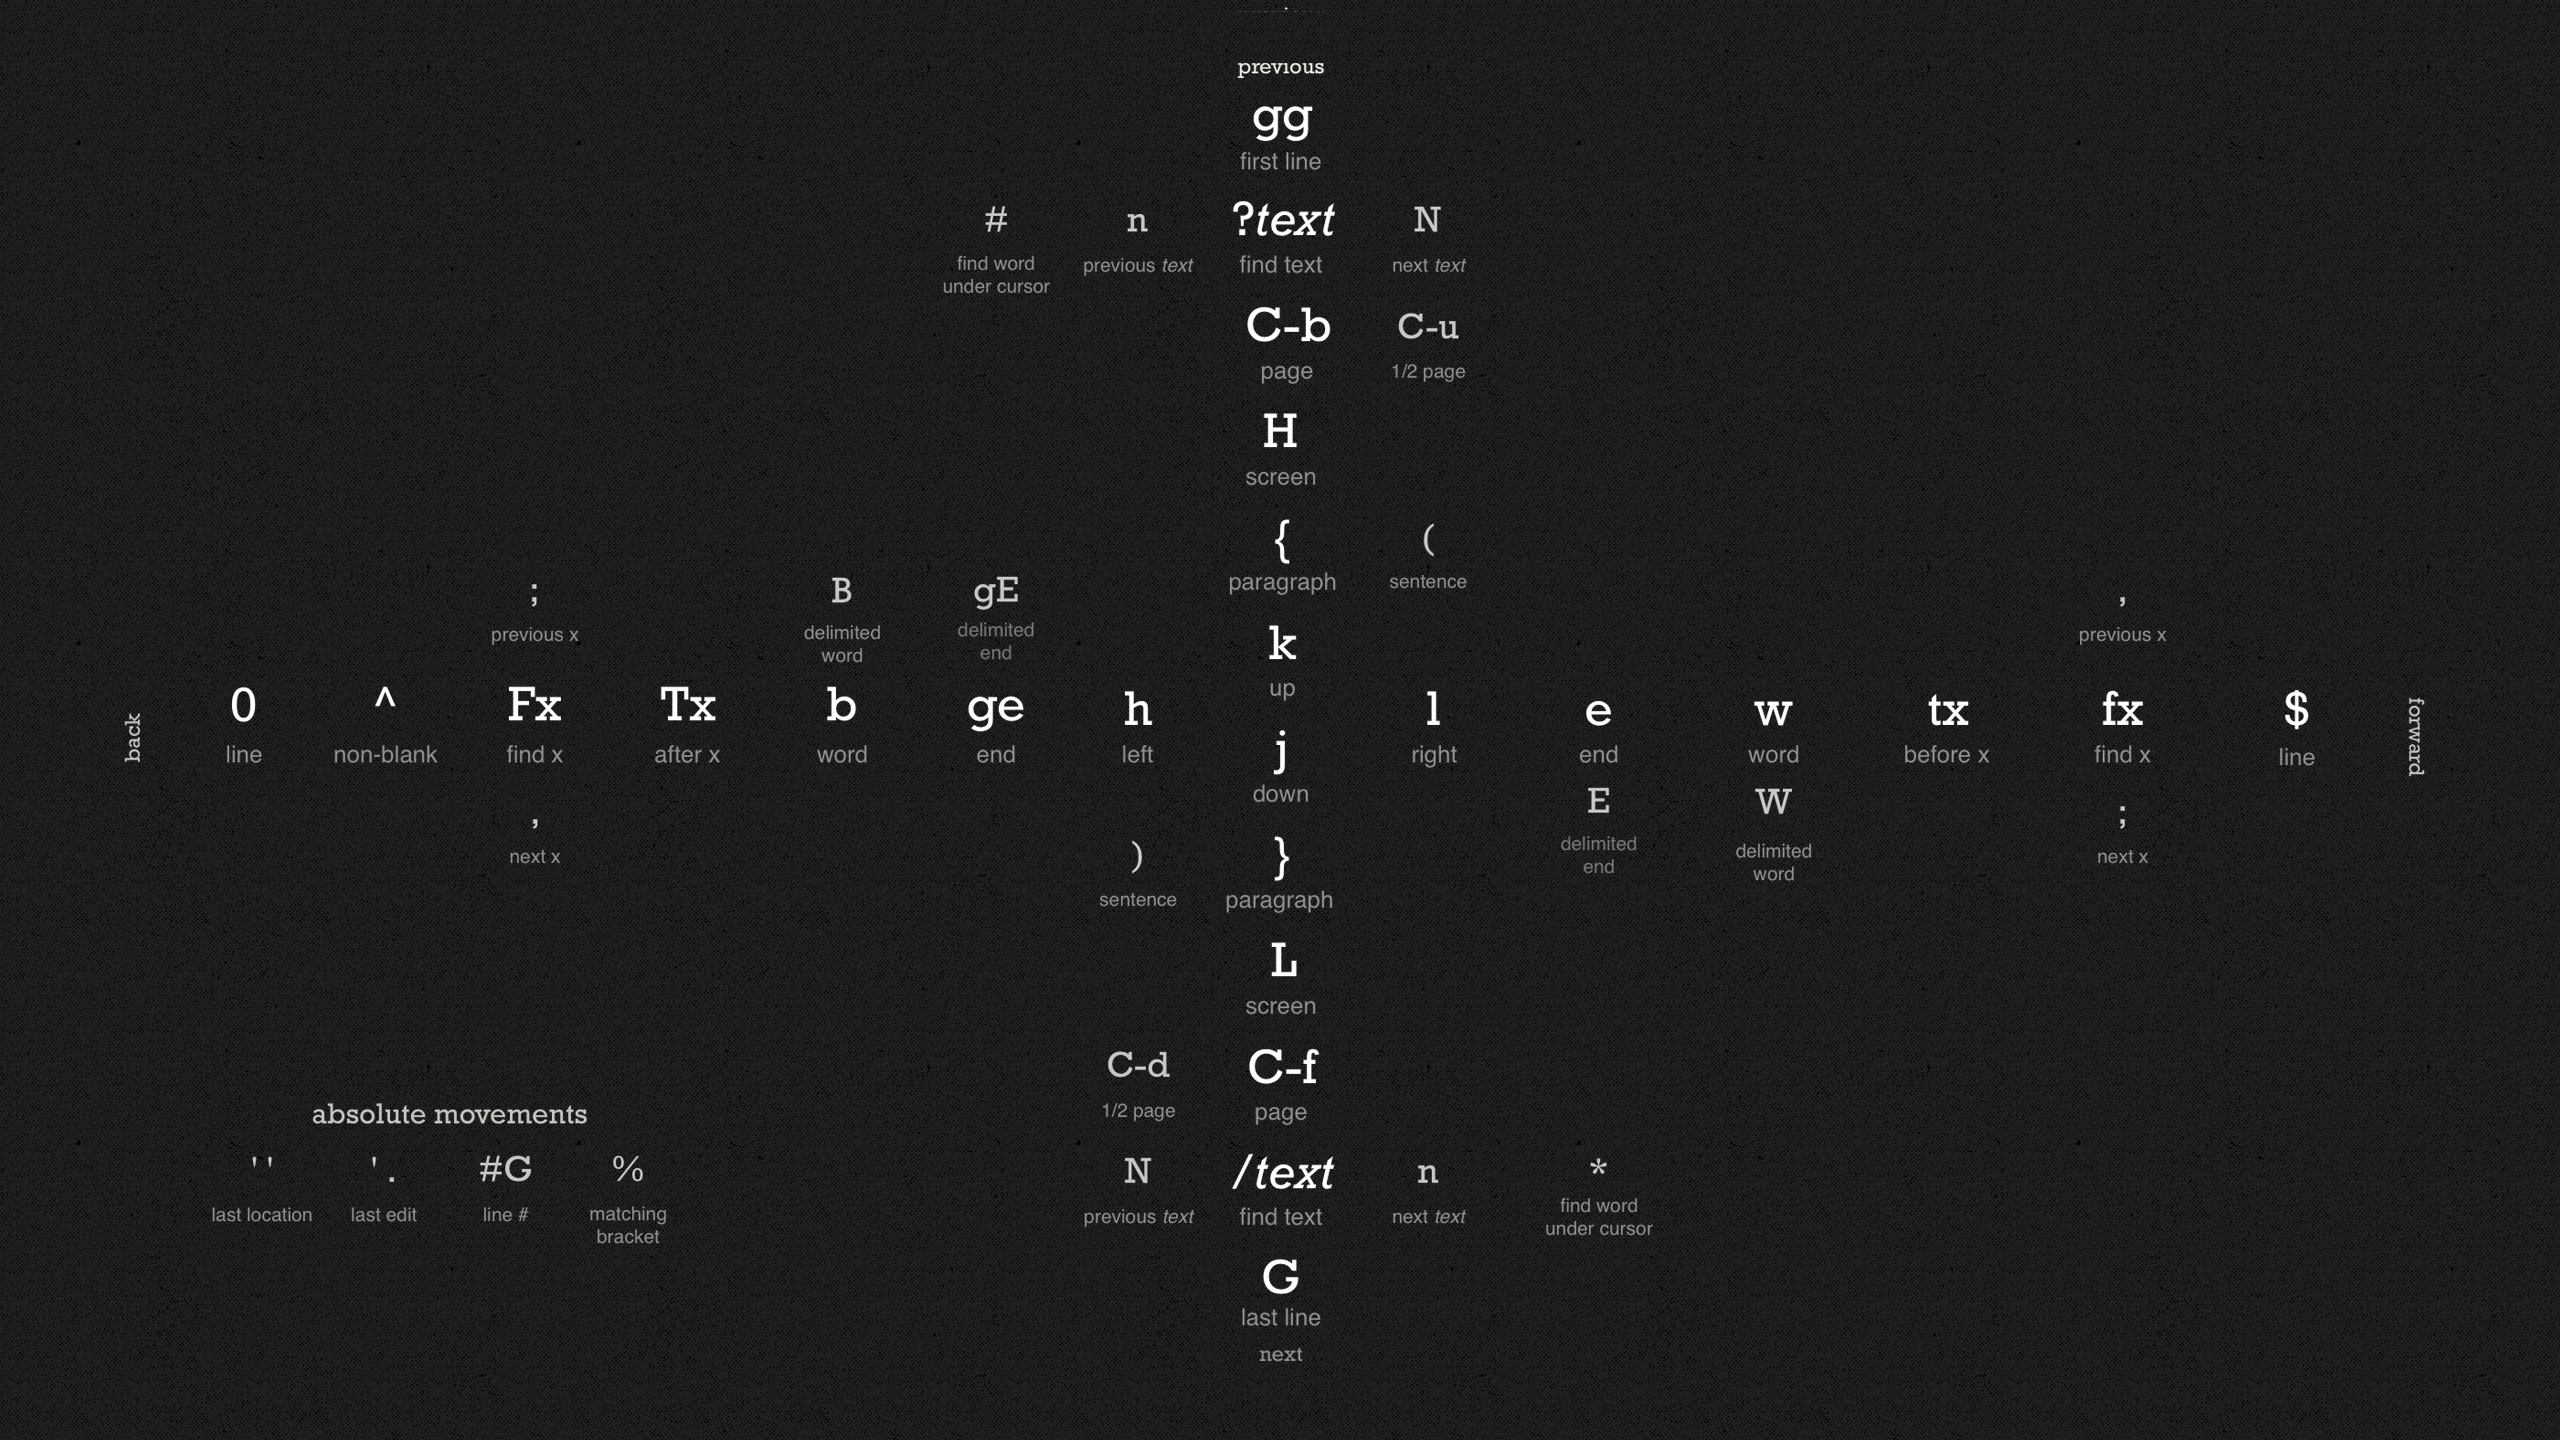 previous
gg
first line
# n ?text N
find word under cursor previous text find text next text
C-b C-u
page 1/2 page
H
screen
{ (
paragraph sentence
; B gE k ,
previous x delimited word delimited end up previous x
back 0 ^ Fx Tx b ge h j l e w tx fx $ forward
line non-blank find x after x word end left down right end word before x find x line
, ) } E W ;
next x sentence paragraph delimited end delimited word next x
L
screen
C-d C-f
1/2 page page
absolute movements
' ' ' . #G %
last location last edit line # matching bracket
N /text n *
previous text find text next text find word under cursor
G
last line
next